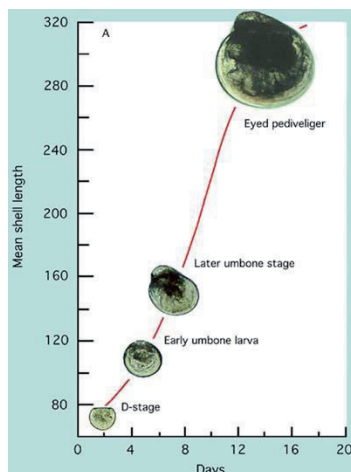 A
320
280
240
200
160
120
80
Mean shell length
Eyed pediveliger
Later umbone stage
Early umbone larva
D-stage
0 4 8 12 16 20
Days